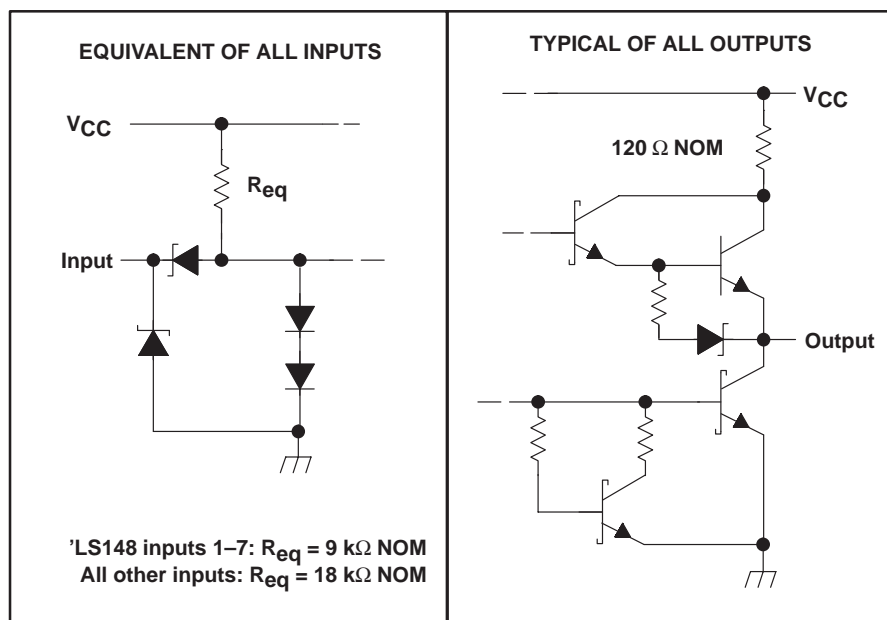 EQUIVALENT OF ALL INPUTS
VCC
Req
Input
'LS148 inputs 1–7: Req = 9 kΩ NOM
All other inputs: Req = 18 kΩ NOM
TYPICAL OF ALL OUTPUTS
VCC
120 Ω NOM
Output